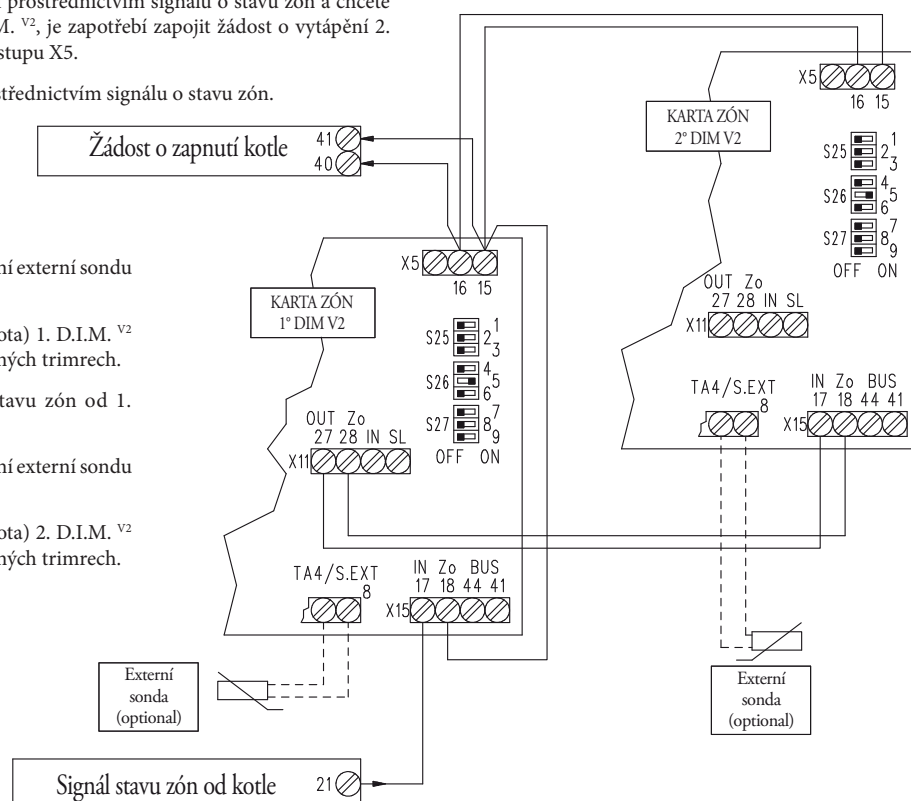 prostřednictvím signálu o stavu zón a chcete
M. V2, je zapotřebí zapojit žádost o vytápění 2.
stupu X5.
střednictvím signálu o stavu zón.
Žádost o zapnutí kotle
41
40
ní externí sondu
ota) 1. D.I.M. V2
ných trimrech.
tavu zón od 1.
ní externí sondu
ota) 2. D.I.M. V2
ných trimrech.
X5
16 15
KARTA ZÓN
2° DIM V2
S25 1
2
3
S26 4
5
6
S27 7
8
9
OFF ON
OUT Zo
27 28 IN SL
X11
TA4/S.EXT
8
IN Zo BUS
17 18 44 41
X15
Externí
sonda
(optional)
X5
16 15
KARTA ZÓN
1° DIM V2
S25 1
2
3
S26 4
5
6
S27 7
8
9
OFF ON
OUT Zo
27 28 IN SL
X11
TA4/S.EXT
8
IN Zo BUS
17 18 44 41
X15
Externí
sonda
(optional)
Signál stavu zón od kotle
21